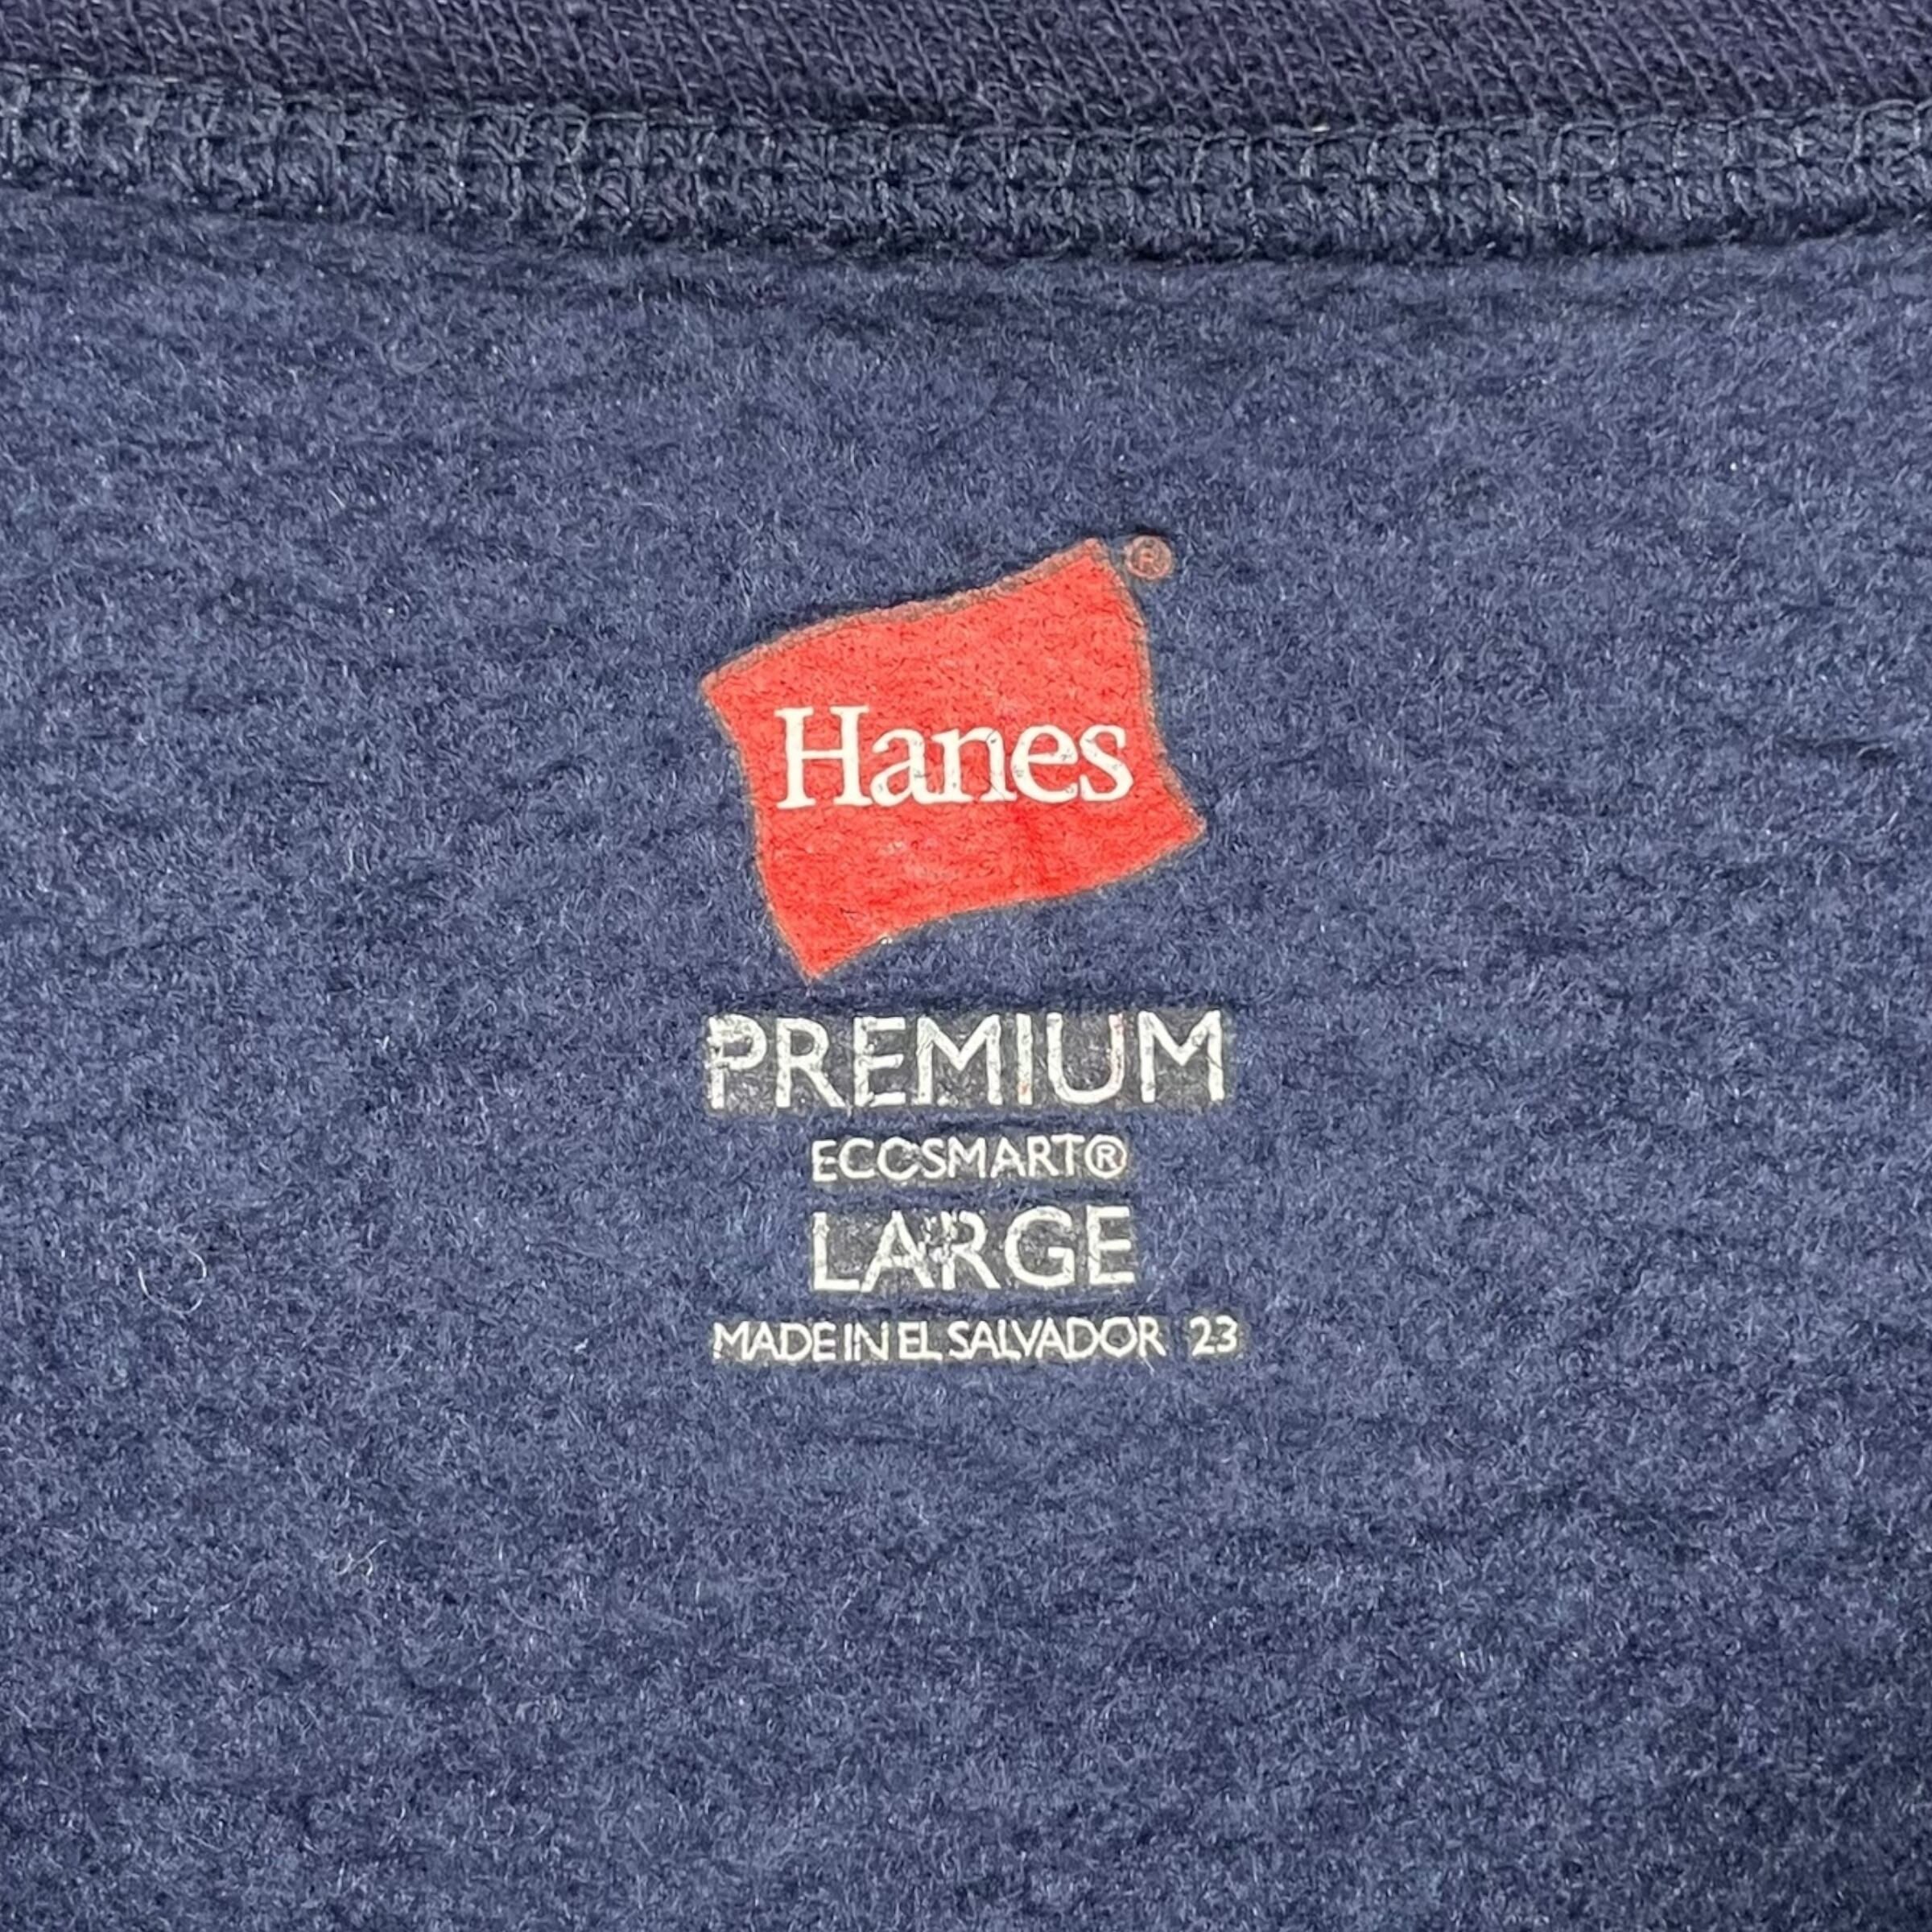 ®
Hanes
PREMIUM
ECOSMART®
LARGE
MADE IN EL SALVADOR 23